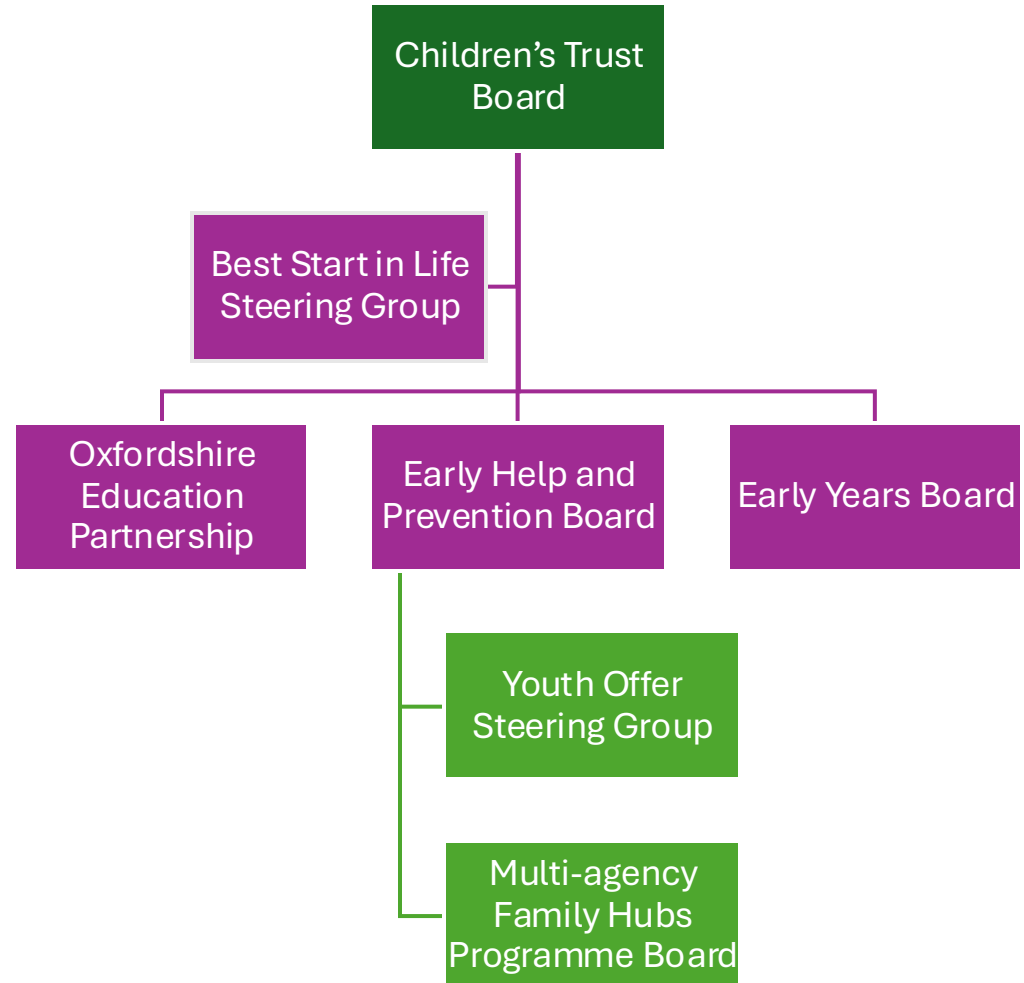 Children’s Trust
Board
Best Start in Life
Steering Group
Oxfordshire
Education
Partnership
Early Help and
Prevention Board
Early Years Board
Youth Offer
Steering Group
Multi-agency
Family Hubs
Programme Board